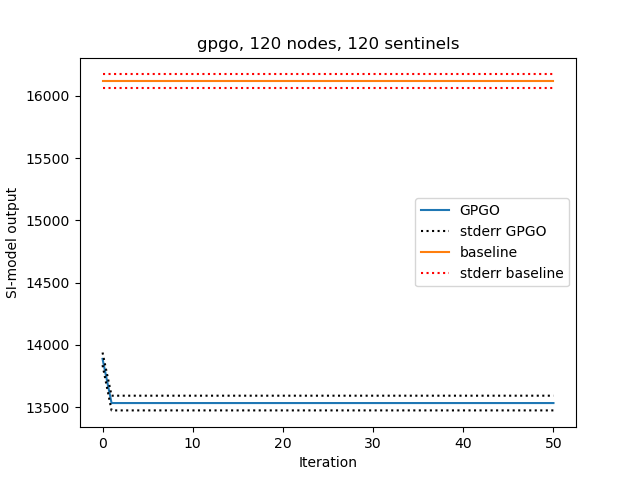 gpgo, 120 nodes, 120 sentinels
SI-model output
16000
15500
15000
14500
14000
13500
GPGO
stderr GPGO
baseline
stderr baseline
0 10 20 30 40 50
Iteration